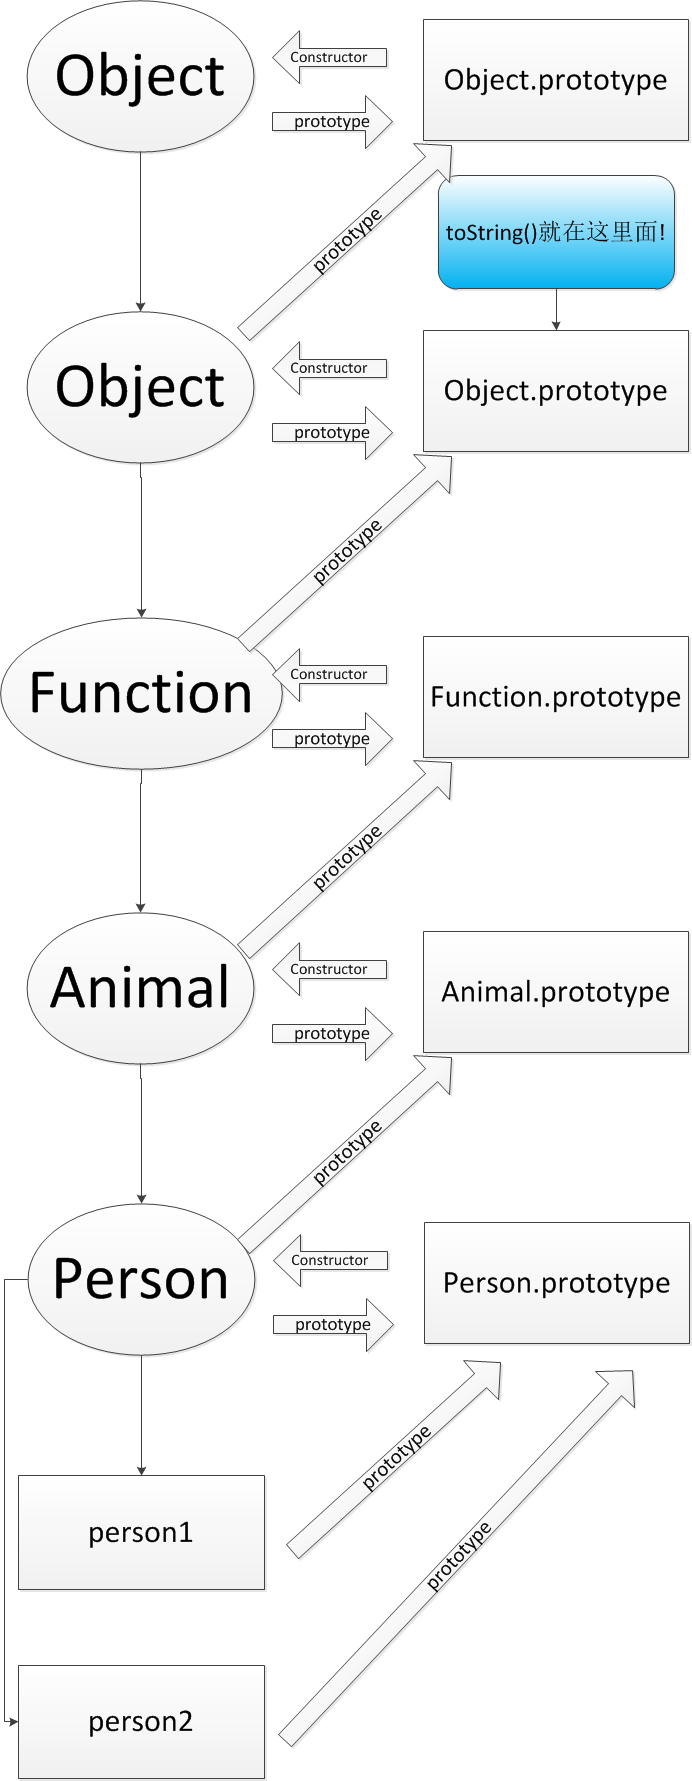 Object
Constructor
Object.prototype
prototype
prototype
toString()就在这里面!
Object
Constructor
Object.prototype
prototype
prototype
Function
Constructor
Function.prototype
prototype
prototype
Animal
Constructor
Animal.prototype
prototype
prototype
Person
Constructor
Person.prototype
prototype
prototype
person1
prototype
person2